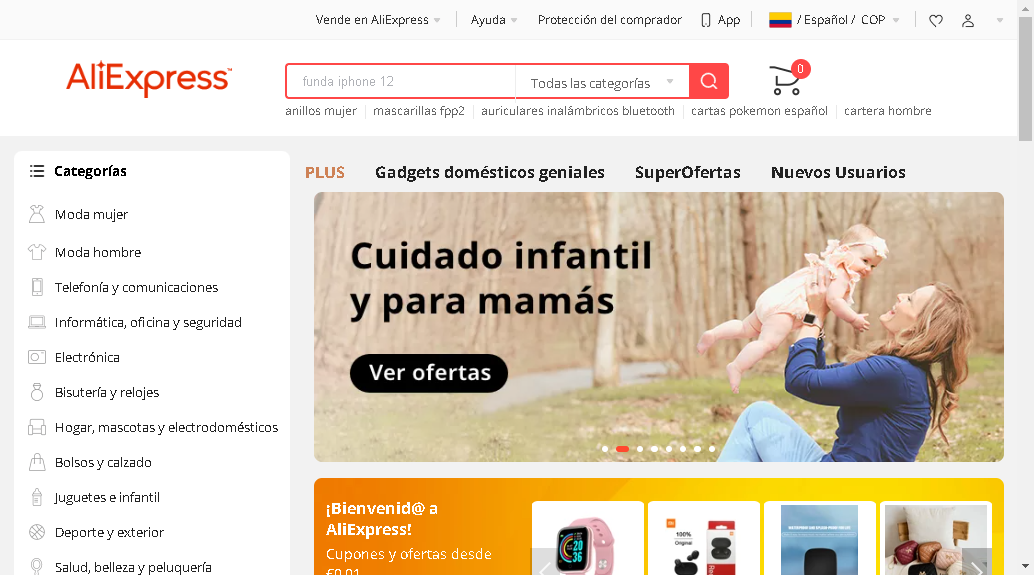 Vende en AliExpress
Ayuda
Protección del comprador
App
/ Español / COP
AliExpress
funda iphone 12
Todas las categorías
0
anillos mujer
mascarillas fpp2
auriculares inalámbricos bluetooth
cartas pokemon español
cartera hombre
Categorías
Moda mujer
Moda hombre
Telefonía y comunicaciones
Informática, oficina y seguridad
Electrónica
Bisutería y relojes
Hogar, mascotas y electrodomésticos
Bolsos y calzado
Juguetes e infantil
Deporte y exterior
Salud, belleza y peluquería
PLUS
Gadgets domésticos geniales
SuperOfertas
Nuevos Usuarios
Cuidado infantil
y para mamás
Ver ofertas
¡Bienvenid@ a
AliExpress!
Cupones y ofertas desde
€0,01
100%
Original